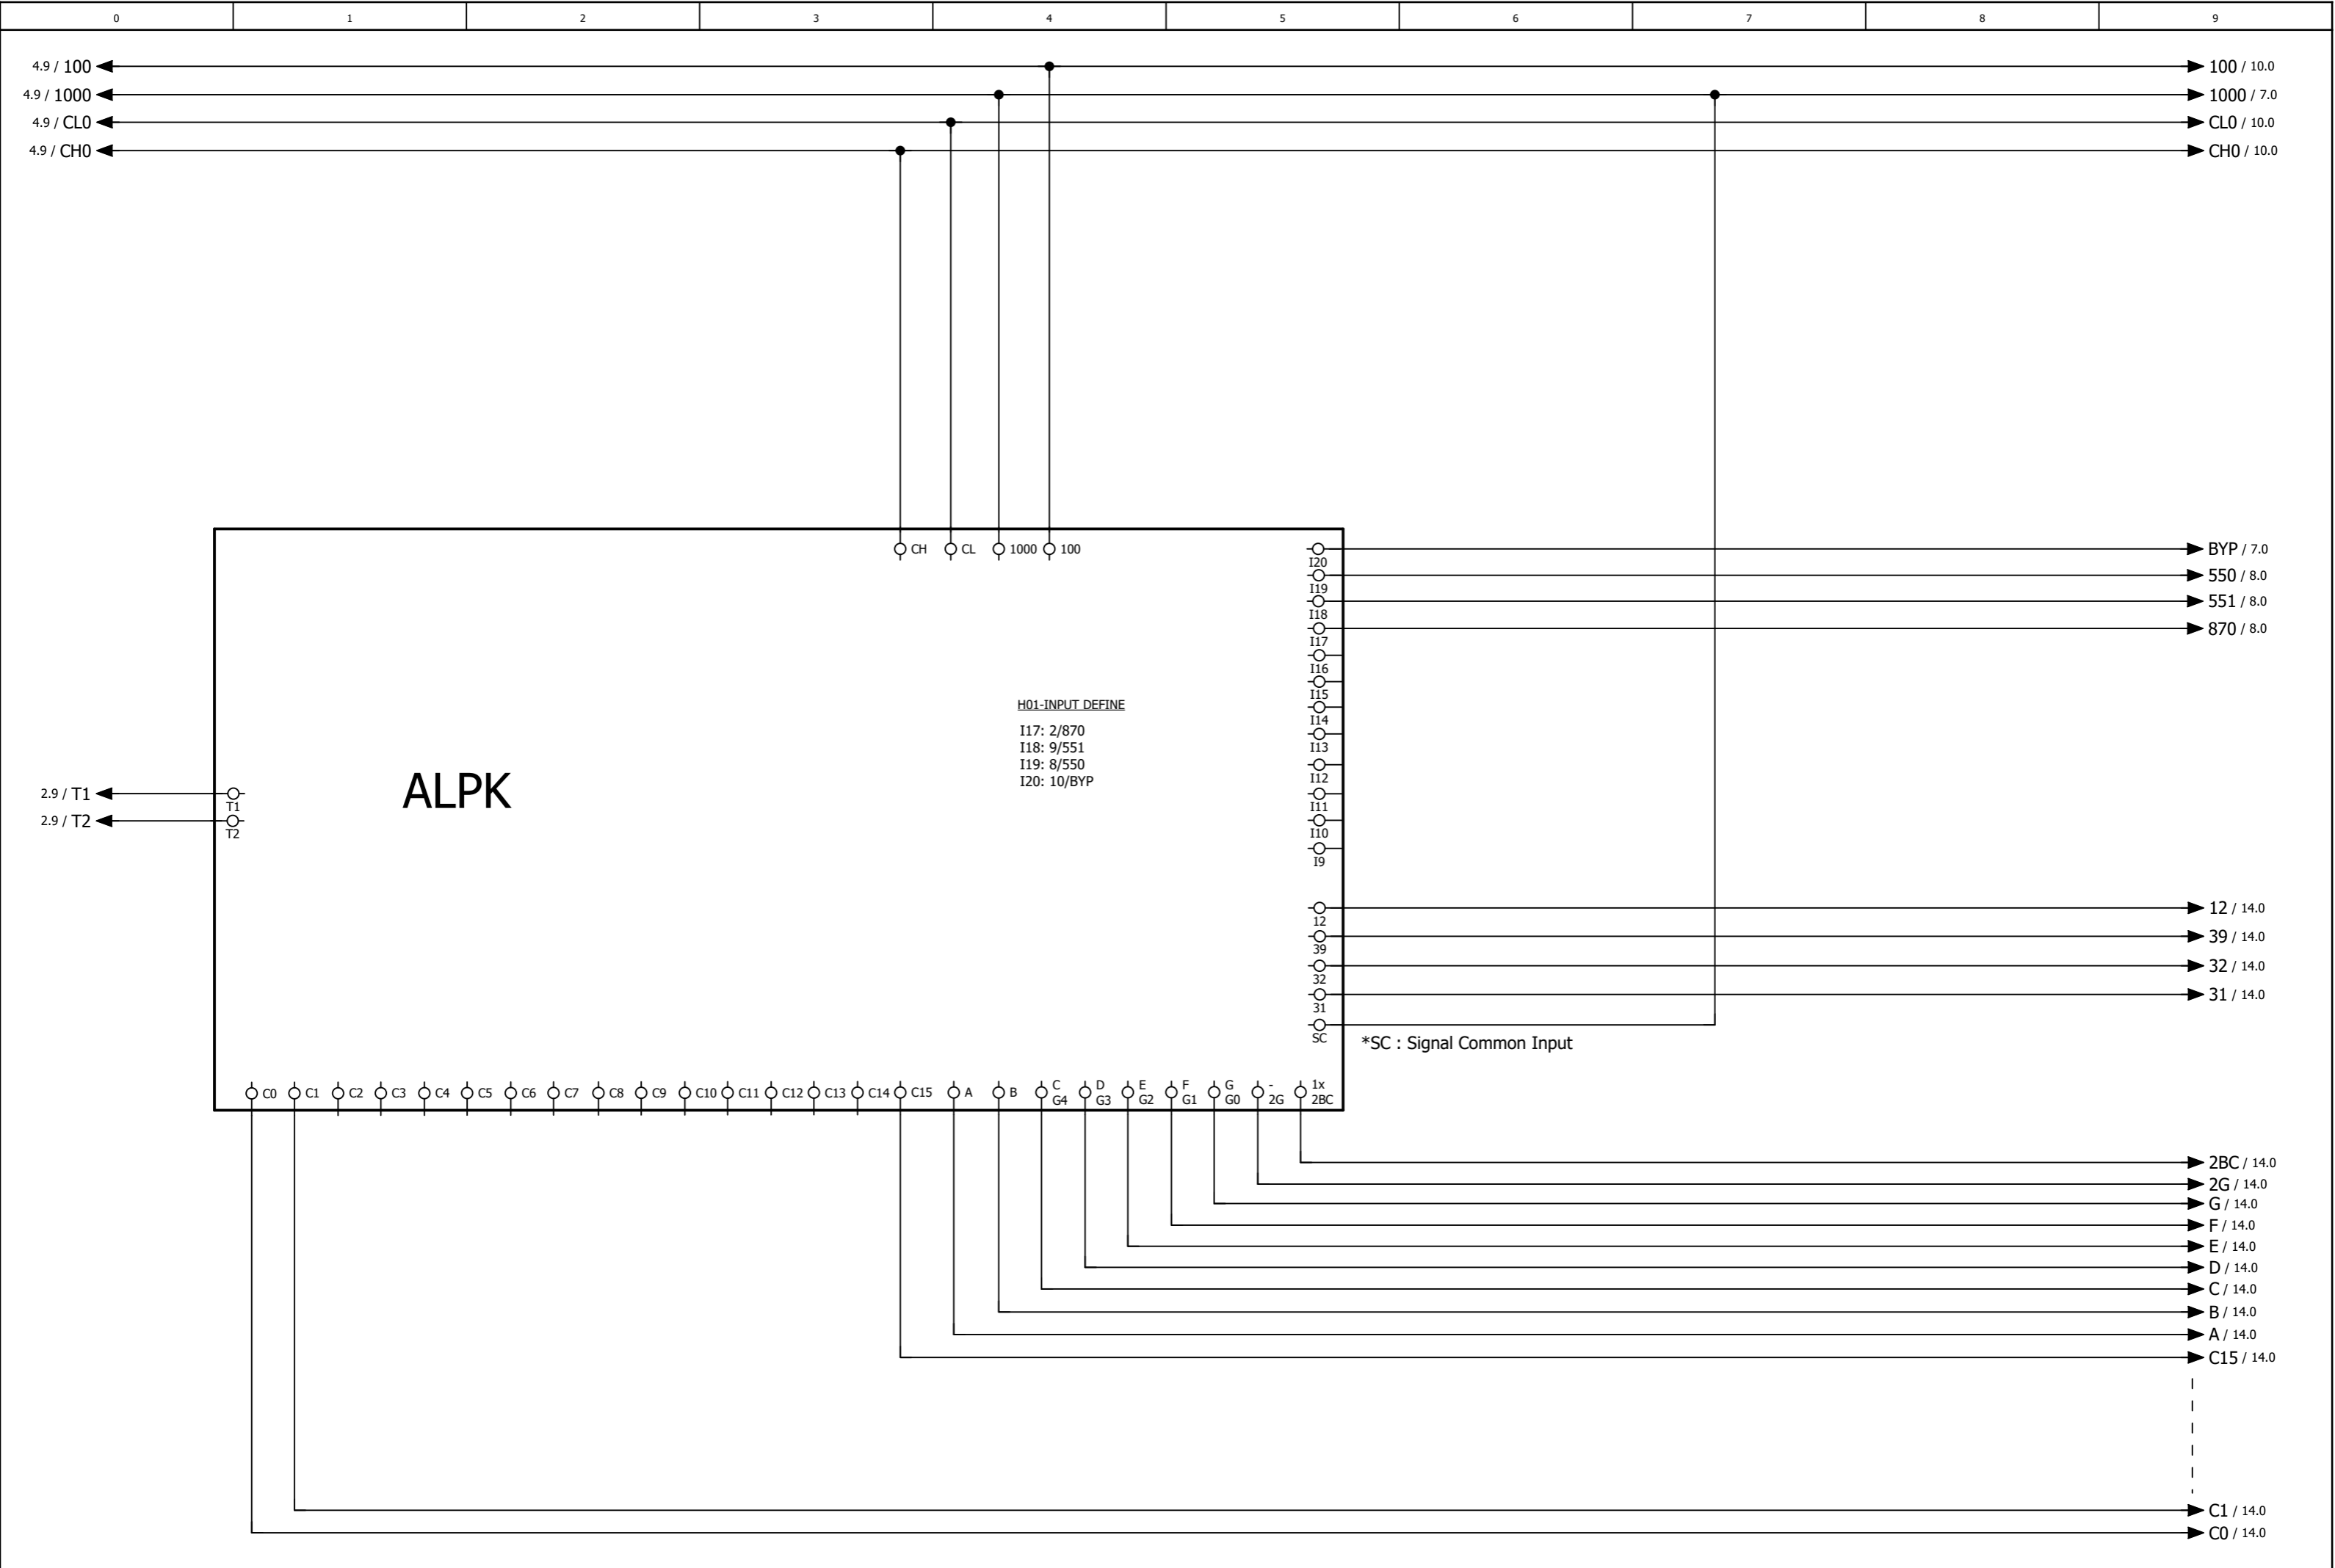 0 1 2 3 4 5 6 7 8 9
4.9 / 100 100 / 10.0
4.9 / 1000 1000 / 7.0
4.9 / CL0 CL0 / 10.0
4.9 / CH0 CH0 / 10.0
CH CL 1000 100
I20 BYP / 7.0
I19 550 / 8.0
I18 551 / 8.0
I17 870 / 8.0
I16
I15
I14
I13
I12
I11
I10
I9
H01-INPUT DEFINE
I17: 2/870
I18: 9/551
I19: 8/550
I20: 10/BYP
ALPK
2.9 / T1 T1
2.9 / T2 T2
12 12 / 14.0
39 39 / 14.0
32 32 / 14.0
31 31 / 14.0
SC
*SC : Signal Common Input
C0 C1 C2 C3 C4 C5 C6 C7 C8 C9 C10 C11 C12 C13 C14 C15 A B C D E F G - 1x
G4 G3 G2 G1 G0 2G 2BC
2BC / 14.0
2G / 14.0
G / 14.0
F / 14.0
E / 14.0
D / 14.0
C / 14.0
B / 14.0
A / 14.0
C15 / 14.0
C1 / 14.0
C0 / 14.0